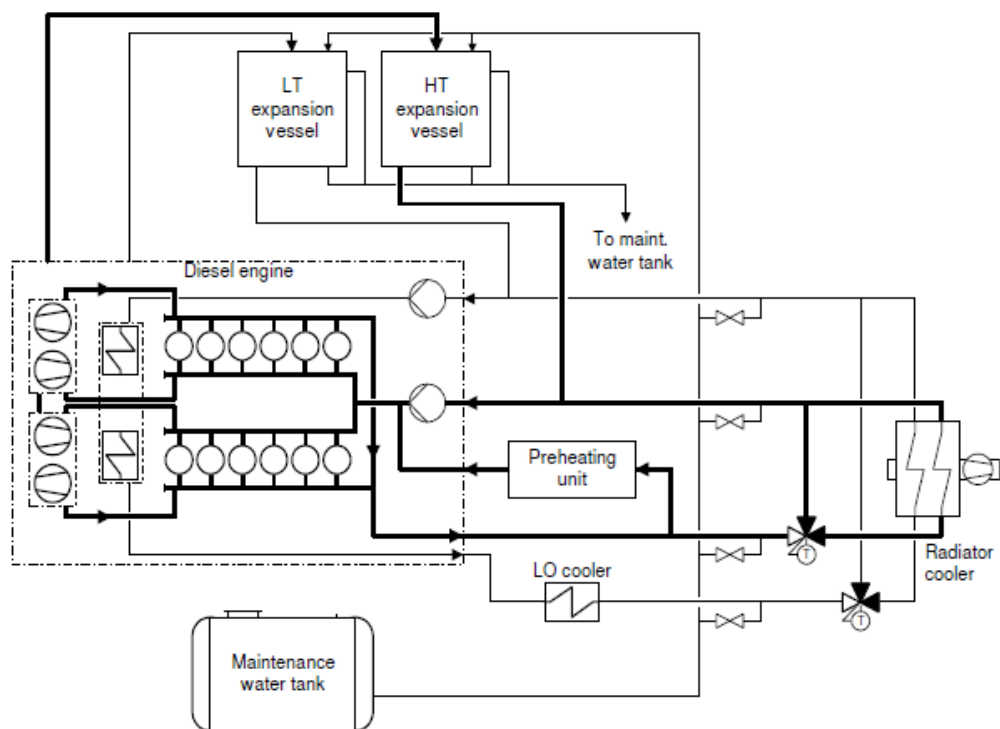 LT
expansion
vessel
HT
expansion
vessel
To maint.
water tank
Diesel engine
Preheating
unit
T
Radiator
cooler
LO cooler
T
Maintenance
water tank